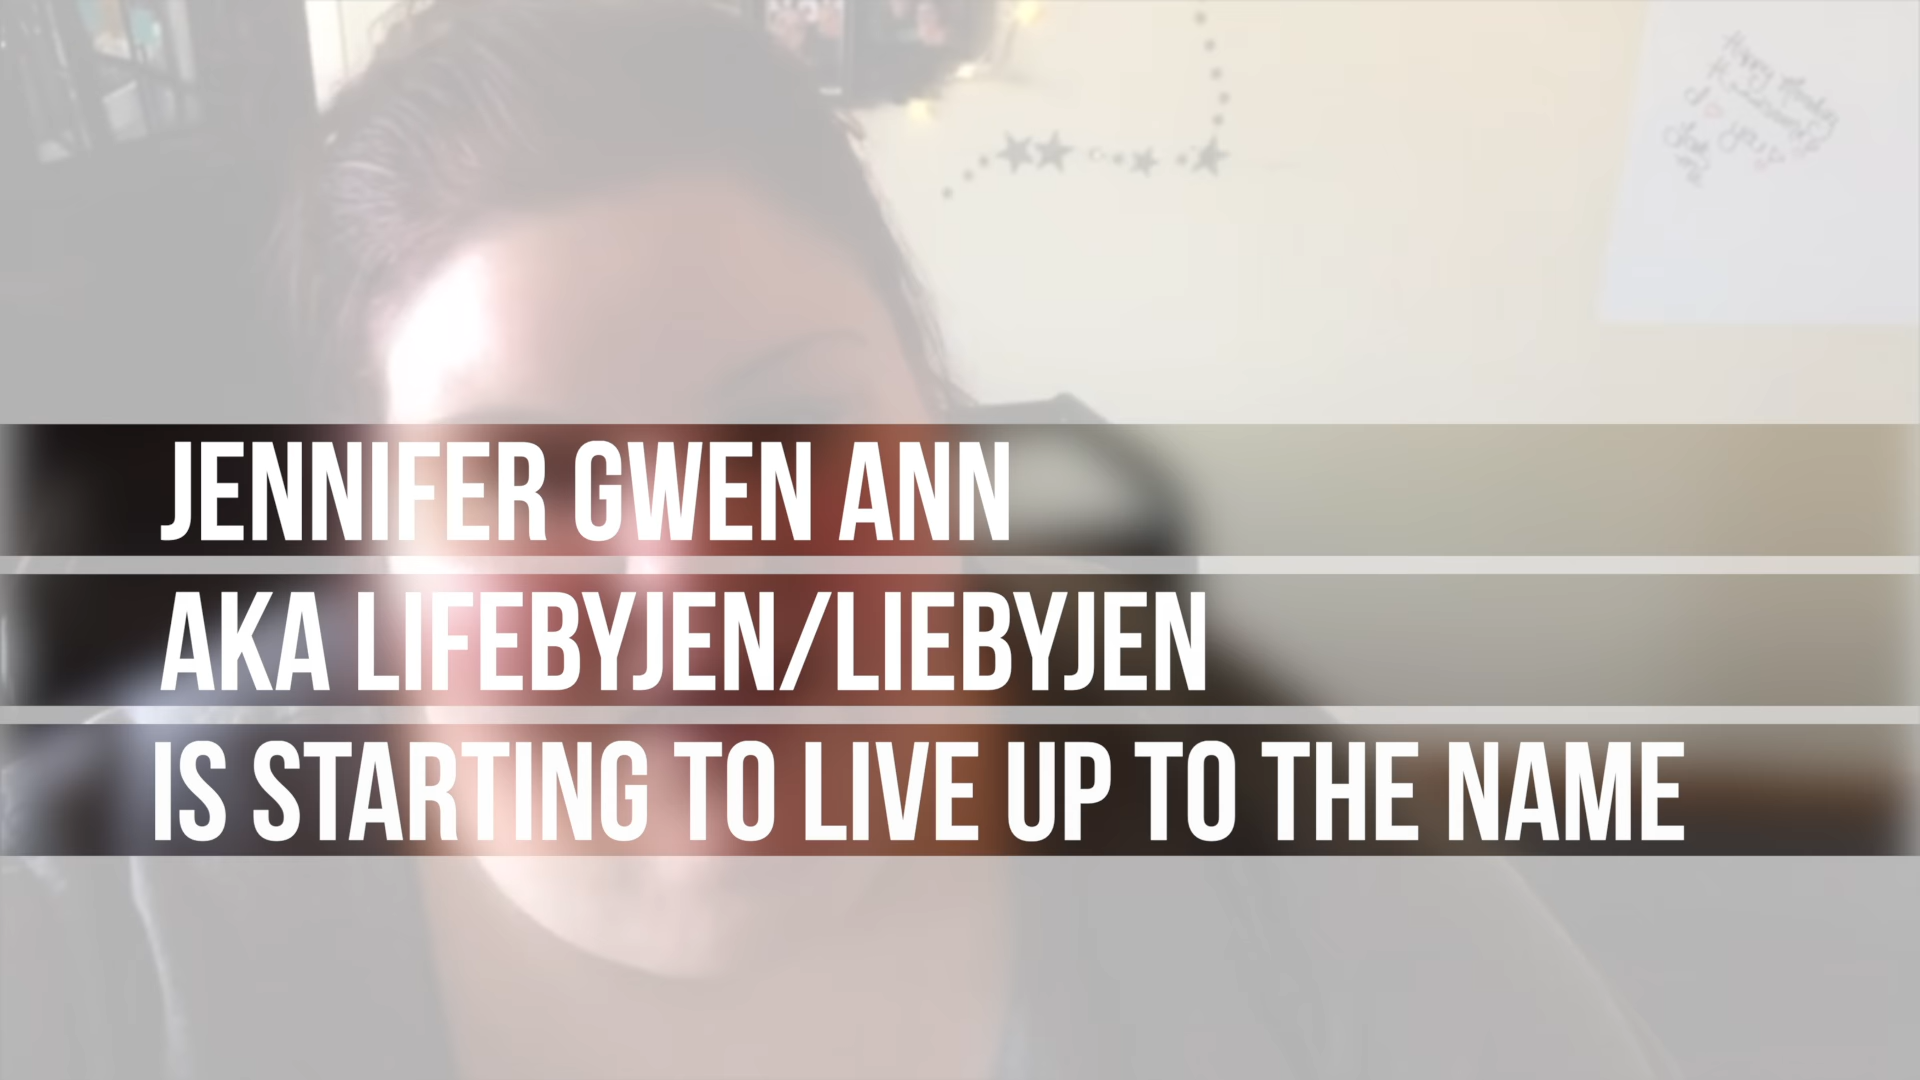 JENNIFER GWEN ANN
AKA LIFEBYJEN/LIEBYJEN
IS STARTING TO LIVE UP TO THE NAME